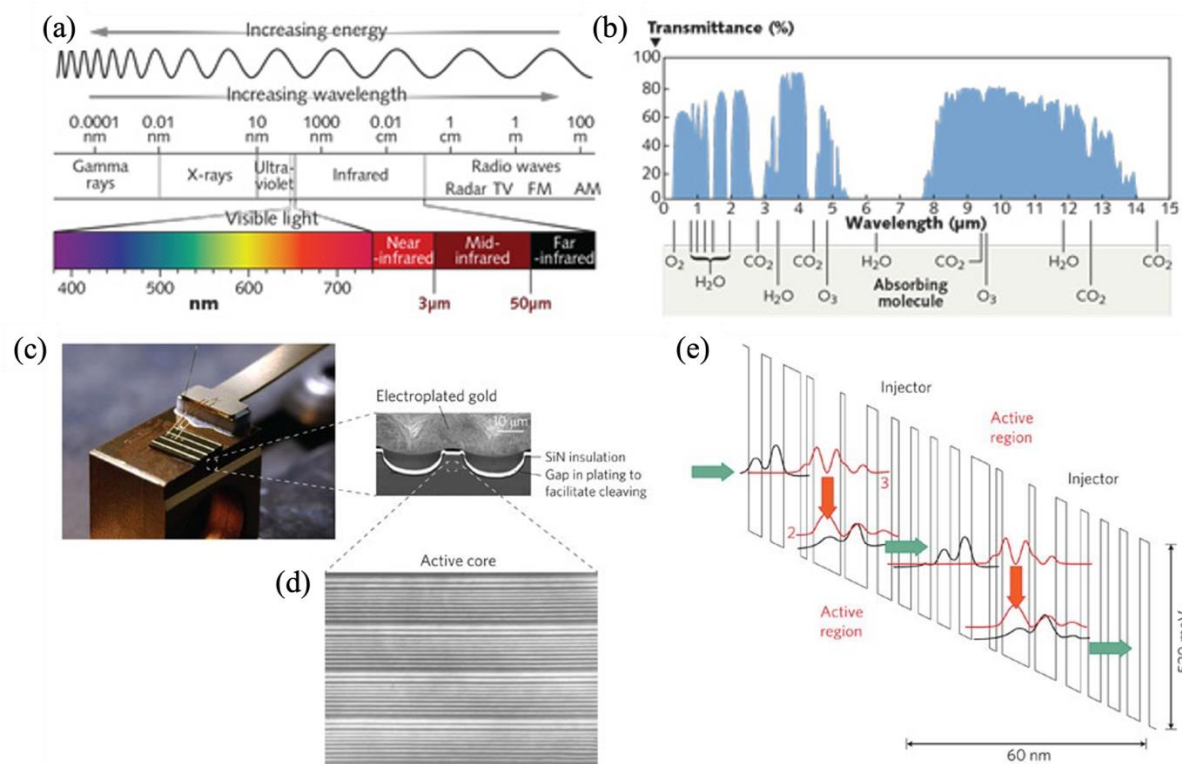 (a)
Increasing energy
Increasing wavelength
0.0001 nm
0.01 nm
10 nm
1000 nm
0.01 cm
1 cm
1 m
100 m
Gamma rays
X-rays
Ultra-violet
Infrared
Radio waves
Radar TV FM AM
Visible light
Near -infrared
Mid-infrared
Far -infrared
400 500 600 700
nm
3μm
50μm
(b)
Transmittance (%)
100
80
60
40
20
0
0 1 2 3 4 5 6 7 8 9 10 11 12 13 14 15
Wavelength (μm)
O2 CO2 CO2 H2O CO2 H2O CO2
H2O H2O O3 O3 CO2
Absorbing molecule
(c)
Electroplated gold
10 μm
SiN insulation
Gap in plating to
facilitate cleaving
(d)
Active core
(e)
Injector
Active
region
Injector
3
2
Active
region
520 meV
60 nm